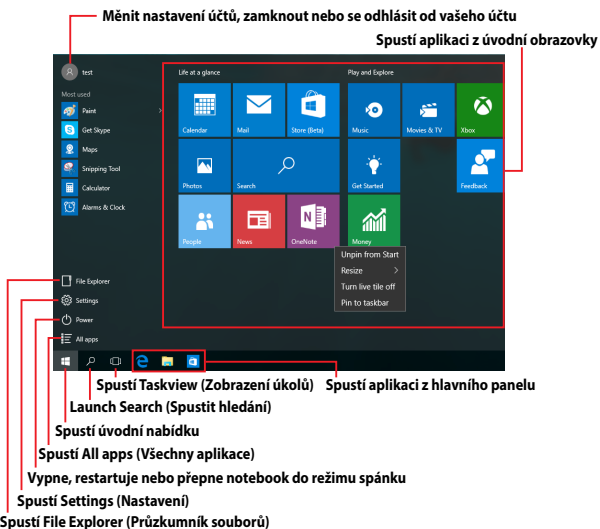 Měnit nastavení účtů, zamknout nebo se odhlásit od vašeho účtu
Spustí aplikaci z úvodní obrazovky
test
Most used
Paint
Get Skype
Maps
Snipping Tool
Calculator
Alarms & Clock
File Explorer
Settings
Power
All apps
Life at a glance
Calendar
Mail
Store (Beta)
Photos
Search
People
News
OneNote
Play and Explore
Music
Movies & TV
Xbox
Get Started
Feedback
Money
Unpin from Start
Resize
Turn live tile off
Pin to taskbar
Spustí Taskview (Zobrazení úkolů)
Spustí aplikaci z hlavního panelu
Launch Search (Spustit hledání)
Spustí úvodní nabídku
Spustí All apps (Všechny aplikace)
Vypne, restartuje nebo přepne notebook do režimu spánku
Spustí Settings (Nastavení)
Spustí File Explorer (Průzkumník souborů)